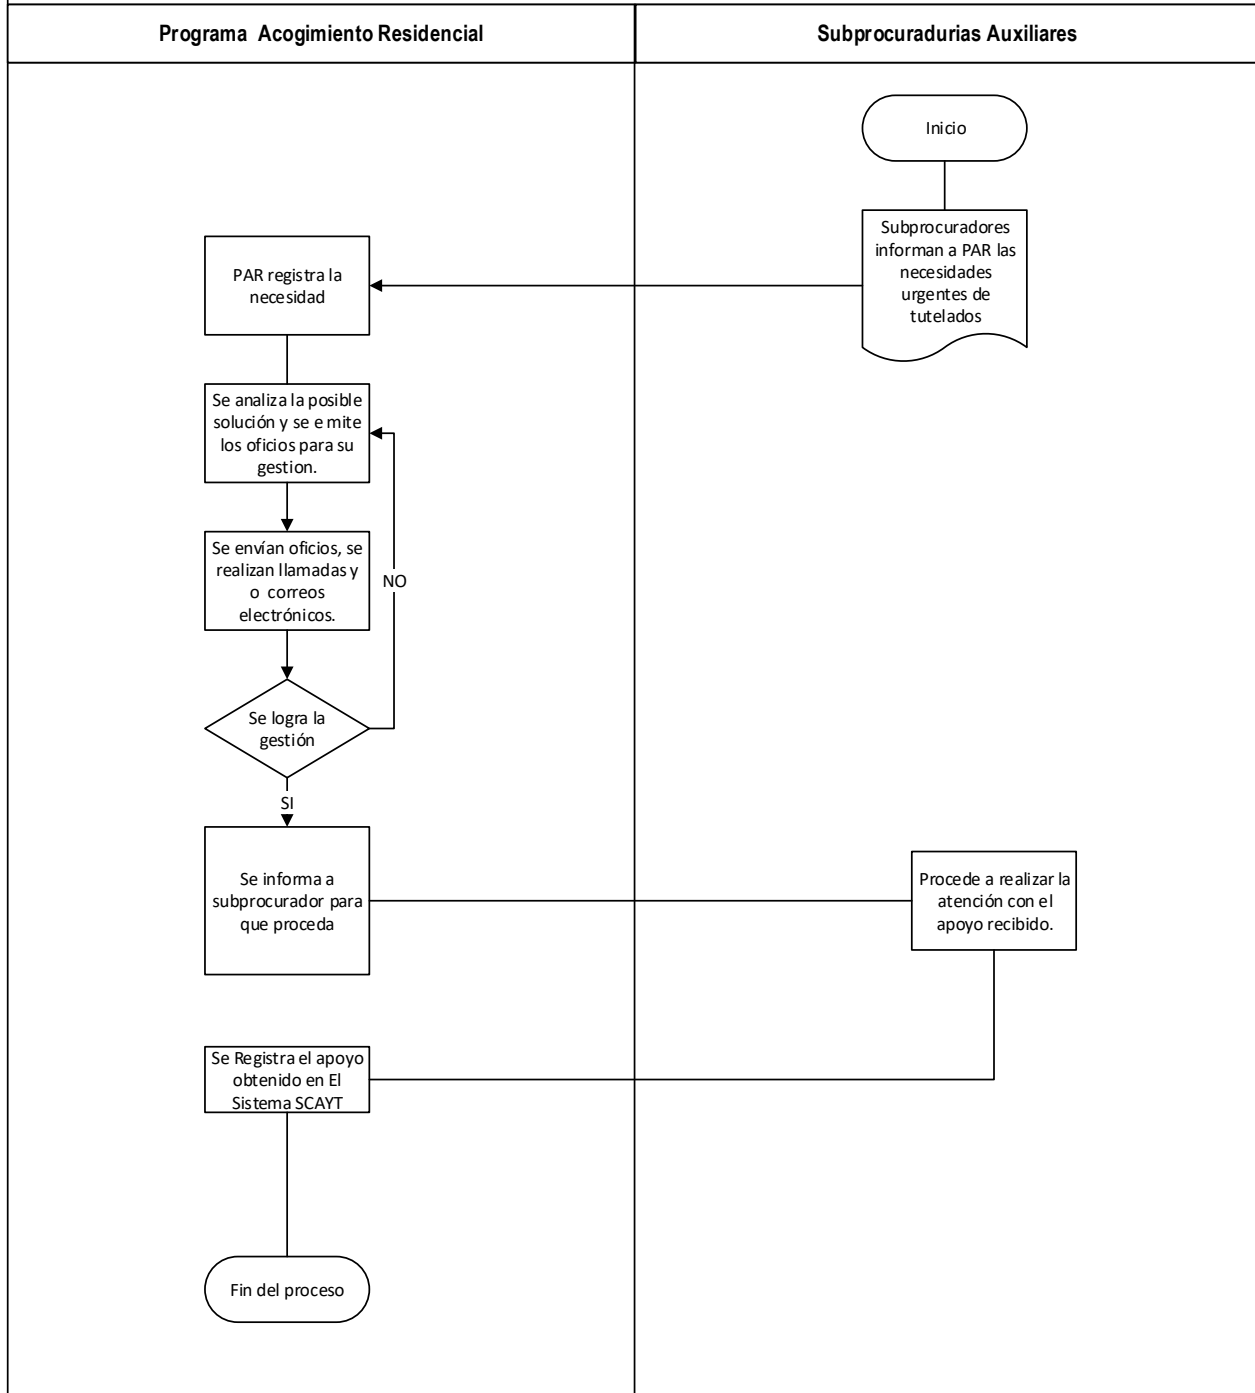 Programa Acogimiento Residencial
Subprocuradurias Auxiliares
Inicio
Subprocuradores
informan a PAR las
necesidades
urgentes de
tutelados
PAR registra la
necesidad
Se analiza la posible
solución y se e mite
los oficios para su
gestion.
Se envían oficios, se
realizan llamadas y
o correos
electrónicos.
NO
Se logra la
gestión
SI
Se informa a
subprocurador para
que proceda
Procede a realizar la
atención con el
apoyo recibido.
Se Registra el apoyo
obtenido en El
Sistema SCAYT
Fin del proceso